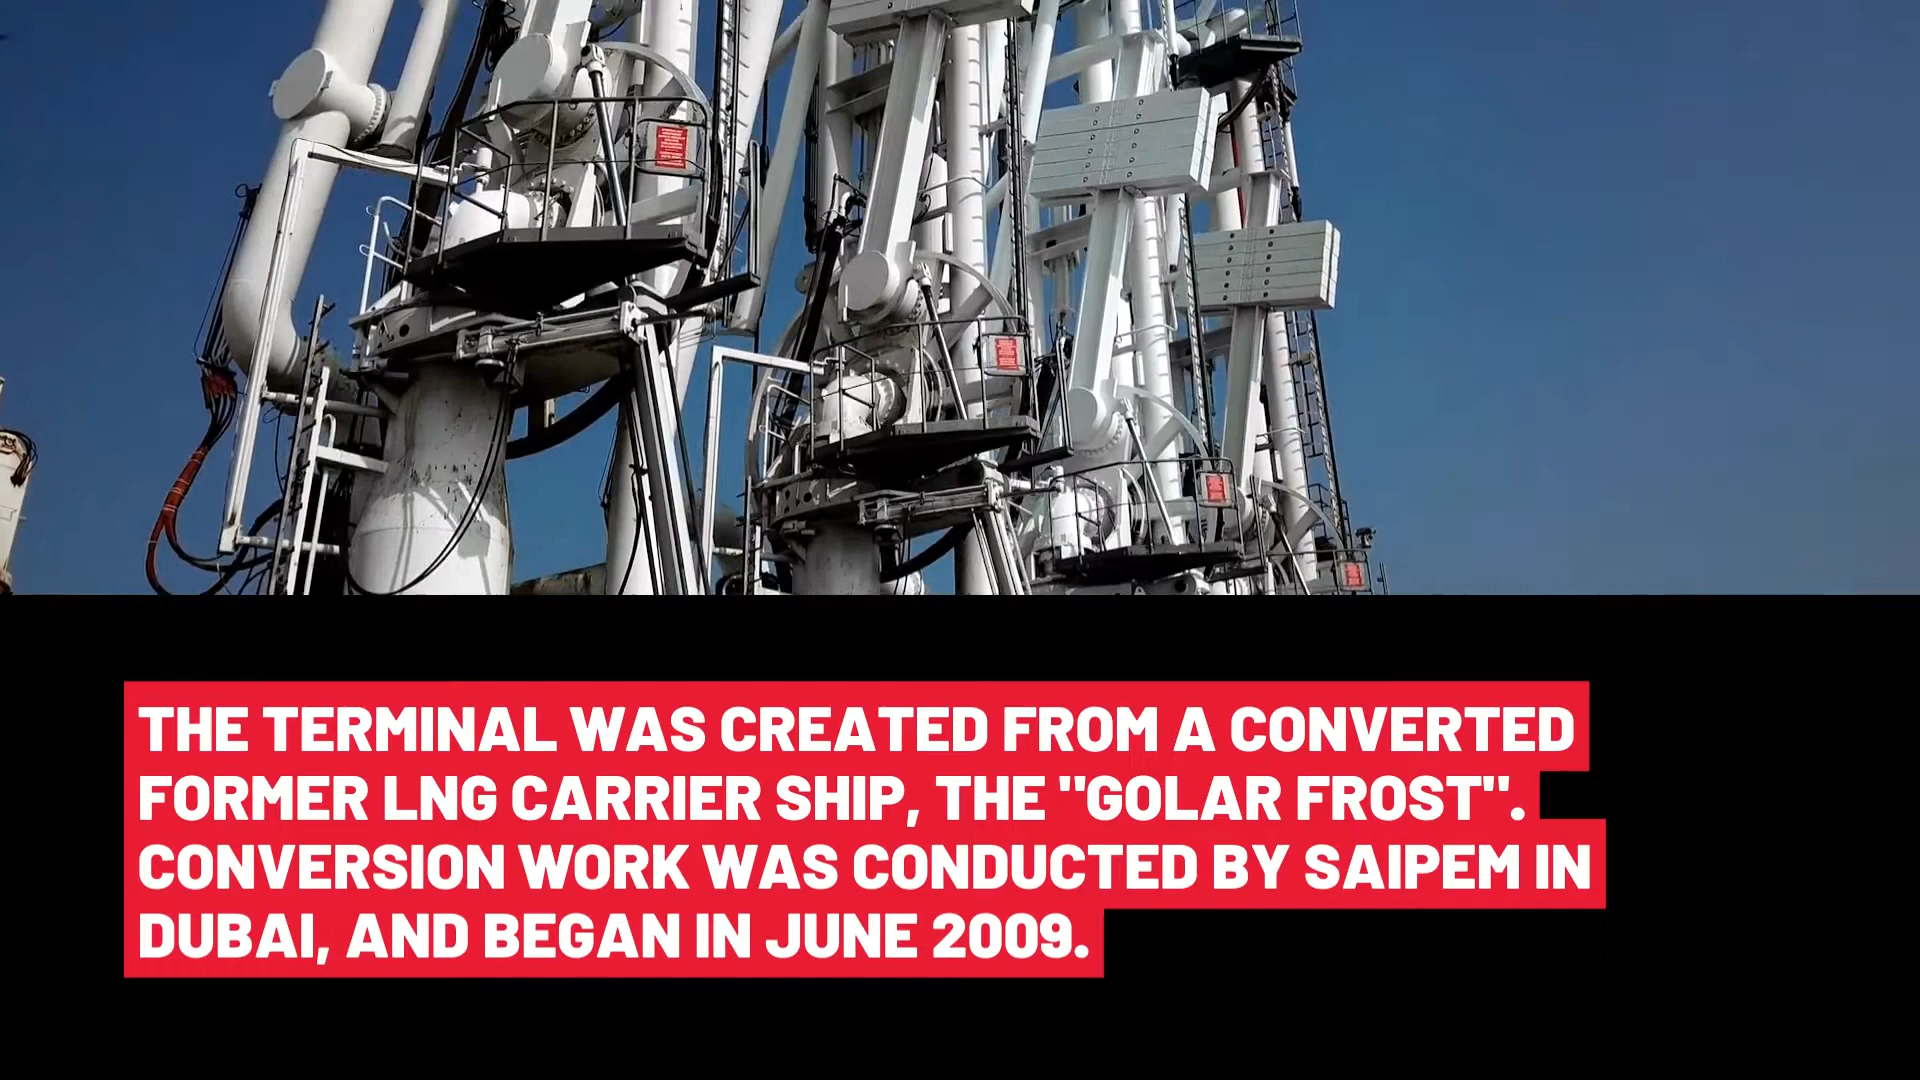 THE TERMINAL WAS CREATED FROM A CONVERTED
FORMER LNG CARRIER SHIP, THE "GOLAR FROST".
CONVERSION WORK WAS CONDUCTED BY SAIPEM IN
DUBAI, AND BEGAN IN JUNE 2009.